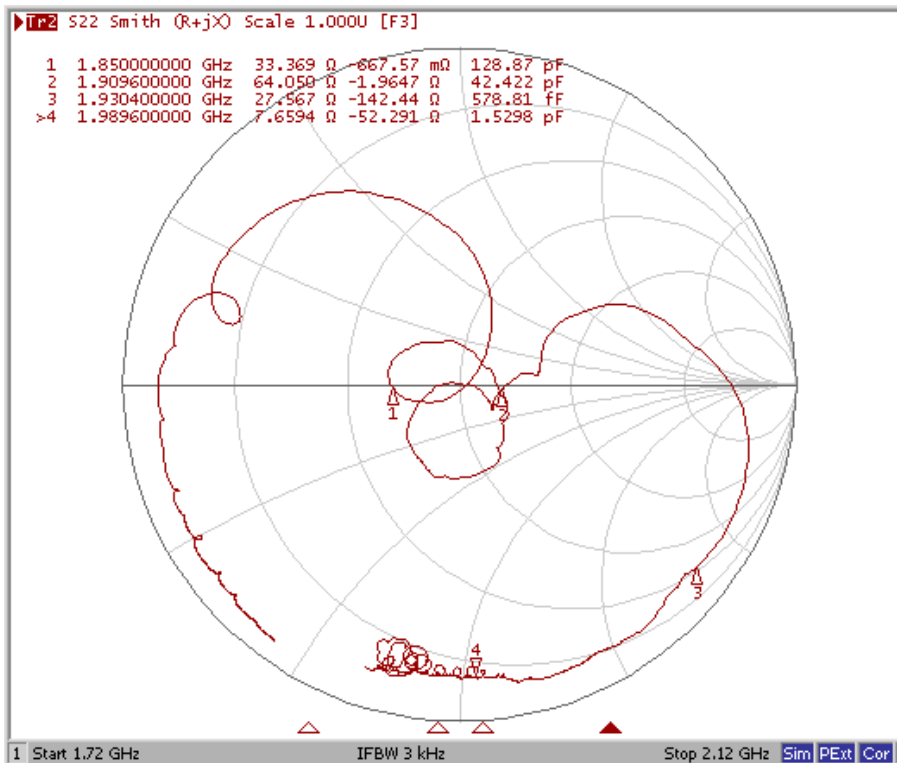 Tr2 S22 Smith (R+jX) Scale 1.000U [F3]
1 1.850000000 GHz 33.369 Ω -667.57 mΩ 128.87 pF
2 1.909600000 GHz 64.050 Ω -1.9647 Ω 42.422 pF
3 1.930400000 GHz 27.567 Ω -142.44 Ω 578.81 fF
>4 1.989600000 GHz 7.6594 Ω -52.291 Ω 1.5298 pF
1
2
3
4
1 Start 1.72 GHz IFBW 3 kHz Stop 2.12 GHz Sim PExt Cor